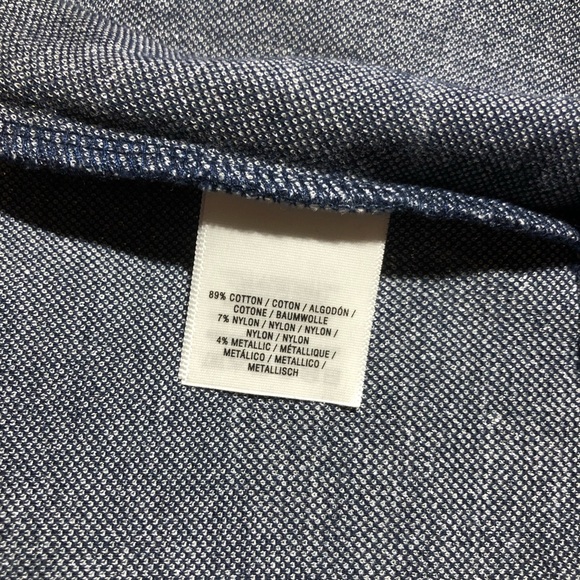 89% COTTON / COTON / ALGODÓN /
COTONE / BAUMWOLLE
7% NYLON / NYLON / NYLON /
NYLON / NYLON
4% METALLIC / MÉTALLIQUE /
METÁLICO / METALLICO /
METALLISCH